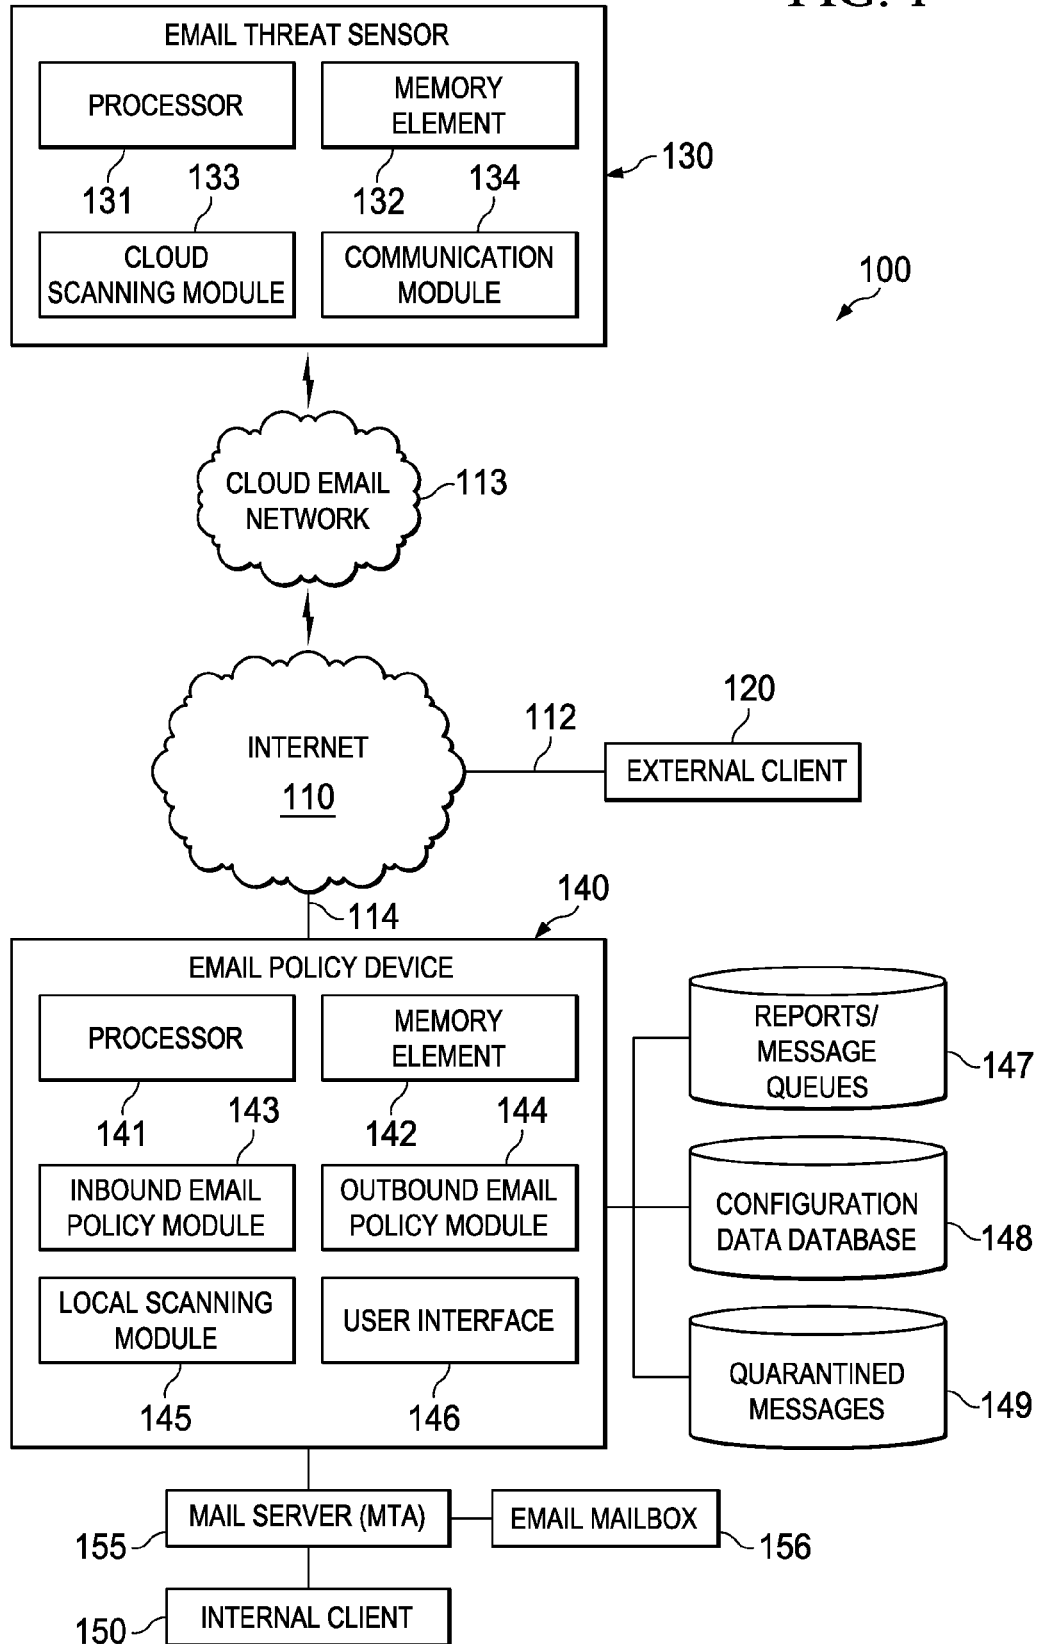 FIG. 1
EMAIL THREAT SENSOR
PROCESSOR
MEMORY
ELEMENT
130
131
133
132
134
CLOUD
SCANNING MODULE
COMMUNICATION
MODULE
100
CLOUD EMAIL
NETWORK
113
INTERNET
110
112
120
EXTERNAL CLIENT
114
140
EMAIL POLICY DEVICE
PROCESSOR
MEMORY
ELEMENT
REPORTS/
MESSAGE
QUEUES
147
141
143
142
144
INBOUND EMAIL
POLICY MODULE
OUTBOUND EMAIL
POLICY MODULE
CONFIGURATION
DATA DATABASE
148
LOCAL SCANNING
MODULE
USER INTERFACE
145
146
QUARANTINED
MESSAGES
149
MAIL SERVER (MTA)
155
EMAIL MAILBOX
156
150
INTERNAL CLIENT